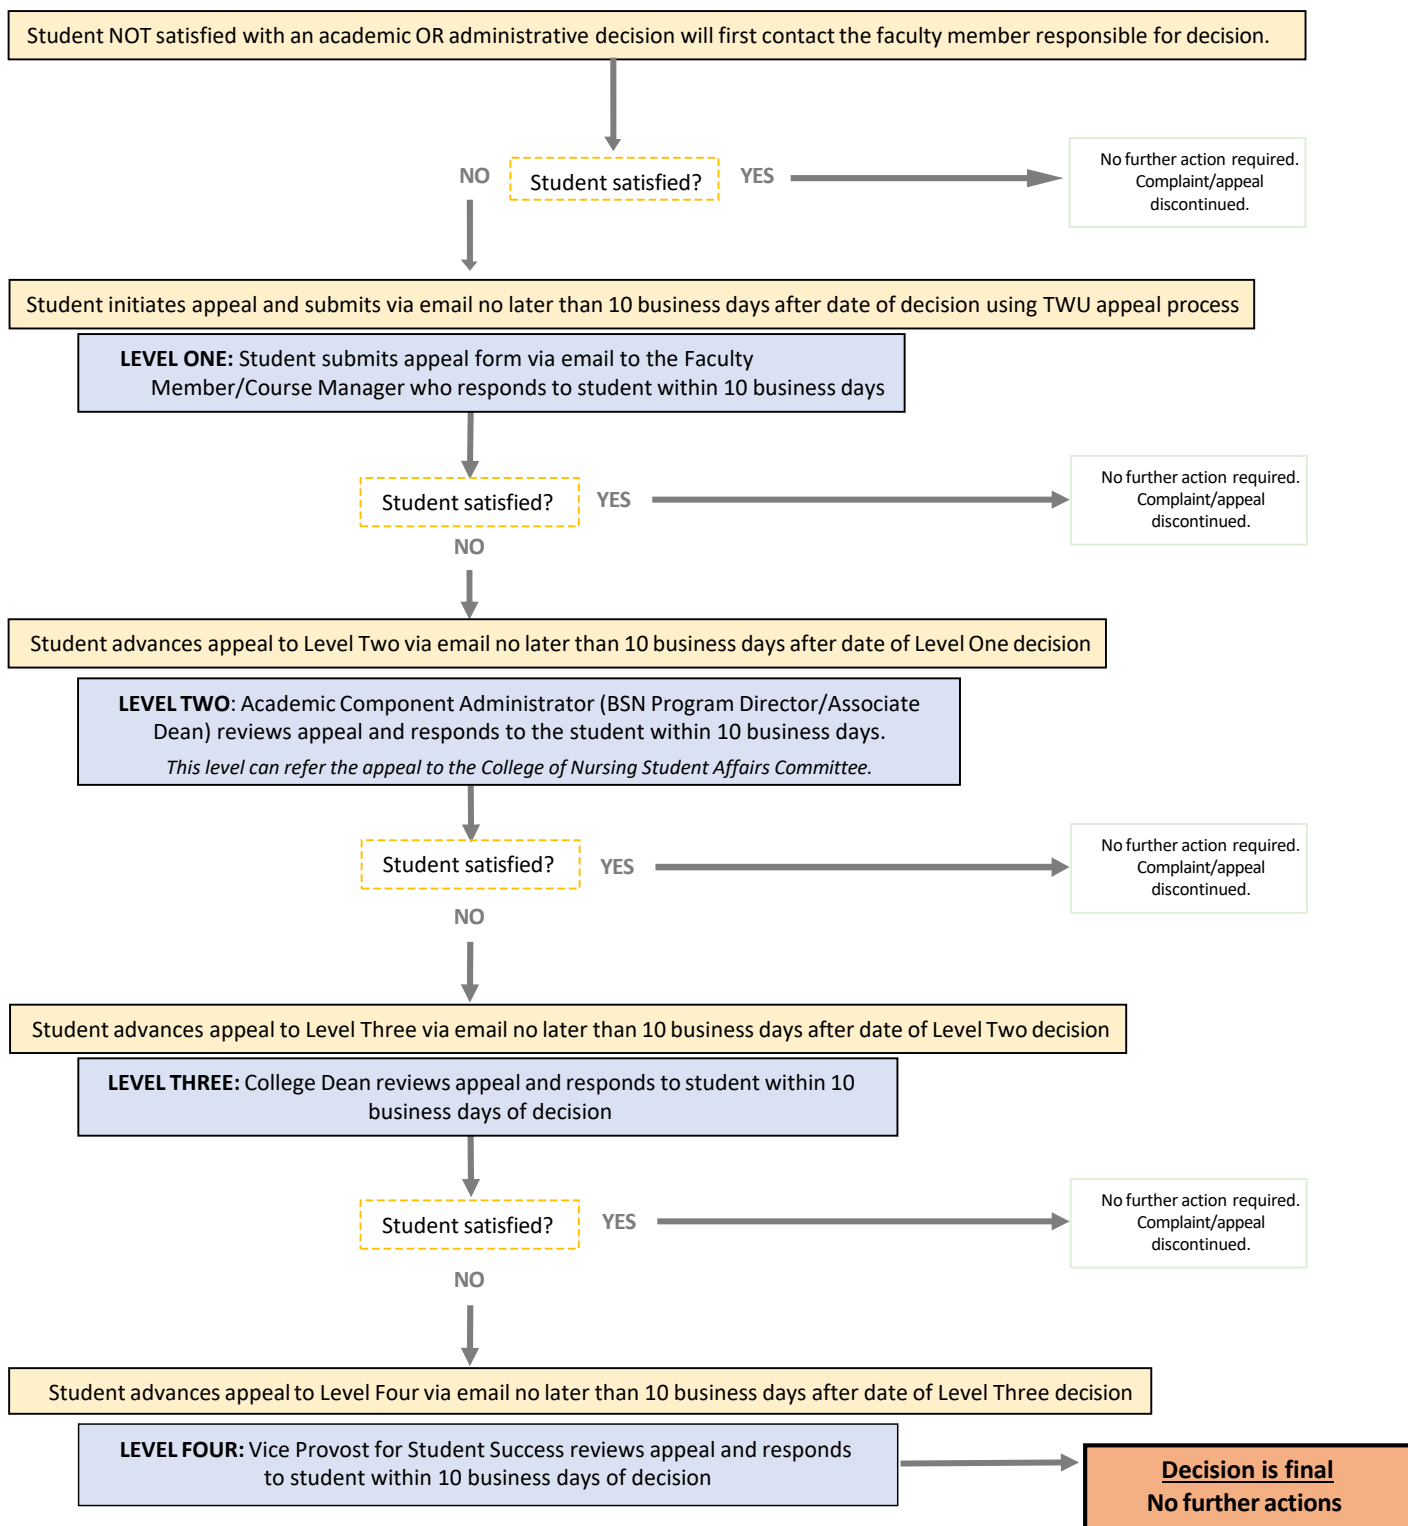 Student NOT satisfied with an academic OR administrative decision will first contact the faculty member responsible for decision.
NO
Student satisfied?
YES
No further action required.
Complaint/appeal
discontinued.
Student initiates appeal and submits via email no later than 10 business days after date of decision using TWU appeal process
LEVEL ONE: Student submits appeal form via email to the Faculty
Member/Course Manager who responds to student within 10 business days
Student satisfied?
YES
No further action required.
Complaint/appeal
discontinued.
NO
Student advances appeal to Level Two via email no later than 10 business days after date of Level One decision
LEVEL TWO: Academic Component Administrator (BSN Program Director/Associate
Dean) reviews appeal and responds to the student within 10 business days.
This level can refer the appeal to the College of Nursing Student Affairs Committee.
Student satisfied?
YES
No further action required.
Complaint/appeal
discontinued.
NO
Student advances appeal to Level Three via email no later than 10 business days after date of Level Two decision
LEVEL THREE: College Dean reviews appeal and responds to student within 10
business days of decision
Student satisfied?
YES
No further action required.
Complaint/appeal
discontinued.
NO
Student advances appeal to Level Four via email no later than 10 business days after date of Level Three decision
LEVEL FOUR: Vice Provost for Student Success reviews appeal and responds
to student within 10 business days of decision
Decision is final
No further actions